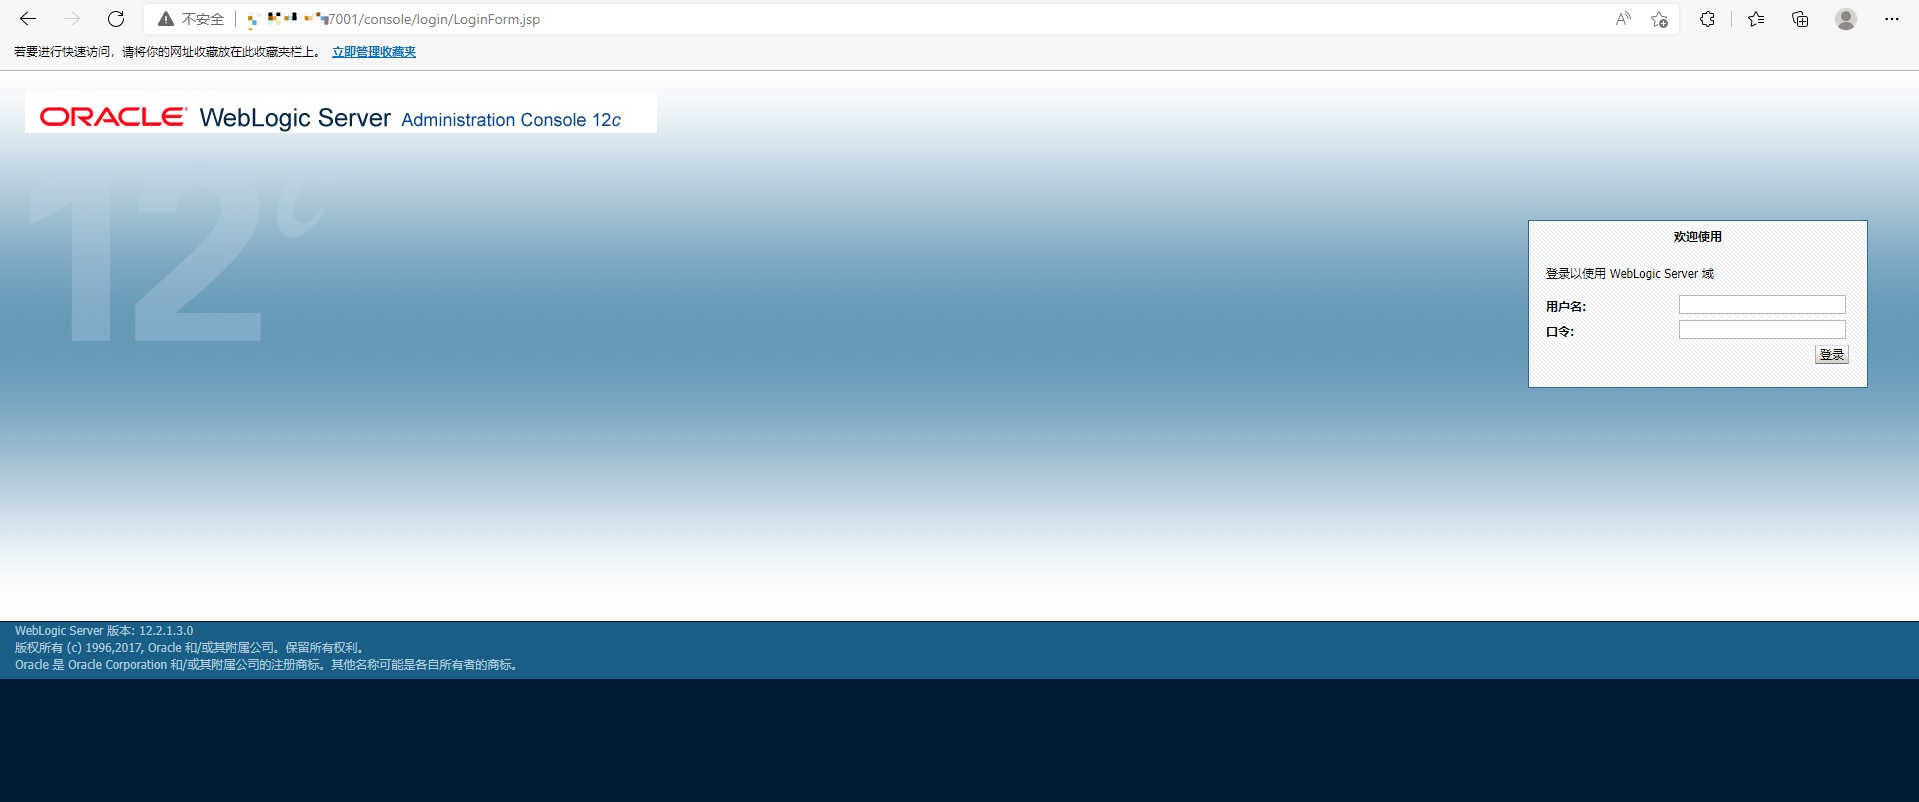 不安全 7001/console/login/LoginForm.jsp
若要进行快速访问，请将你的网址收藏放在此收藏夹栏上。 立即管理收藏夹
ORACLE WebLogic Server Administration Console 12c
12c
欢迎使用
登录以使用 WebLogic Server 域
用户名:
口令:
登录
WebLogic Server 版本: 12.2.1.3.0
版权所有 (c) 1996,2017, Oracle 和/或其附属公司。保留所有权利。
Oracle 是 Oracle Corporation 和/或其附属公司的注册商标。其他名称可能是各自所有者的商标。